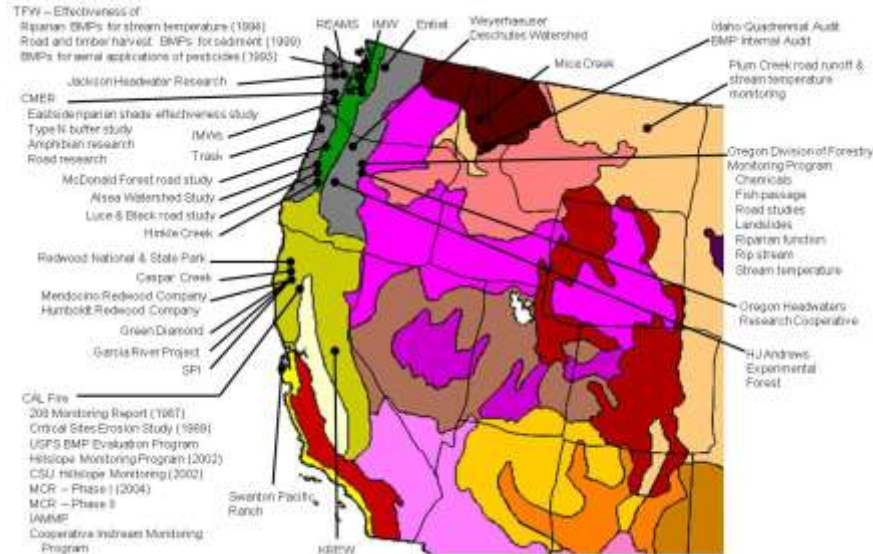 TFW – Effectiveness of
Riparian BMPs for stream temperature (1994)
Road and timber harvest BMPs for sediment (1999)
BMPs for aerial applications of pesticides (1993)
Jackson Headwater Research
CMER
Eastside riparian shade effectiveness study
Type N buffer study
Amphibian research
Road research
IMWs
Trask
McDonald Forest road study
Alsea Watershed Study
Luce & Black road study
Hinkle Creek
Redwood National & State Park
Caspar Creek
Mendocino Redwood Company
Humboldt Redwood Company
Green Diamond
Garcia River Project
SPI
CAL Fire
208 Monitoring Report (1987)
Critical Sites Erosion Study (1989)
USFS BMP Evaluation Program
Hillslope Monitoring Program (2002)
CSU Hillslope Monitoring (2002)
MCR – Phase I (2004)
MCR – Phase II
IAMMP
Cooperative Instream Monitoring
Program
REAMS
IMW
Entiat
Weyerhaeuser
Deschutes Watershed
Mica Creek
Idaho Quadrennial Audit
BMP Internal Audit
Plum Creek road runoff &
stream temperature
monitoring
Oregon Division of Forestry
Monitoring Program
Chemicals
Fish passage
Road studies
Landslides
Riparian function
Rip stream
Stream temperature
Oregon Headwaters
Research Cooperative
HJ Andrews
Experimental
Forest
Swanton Pacific
Ranch
KREW